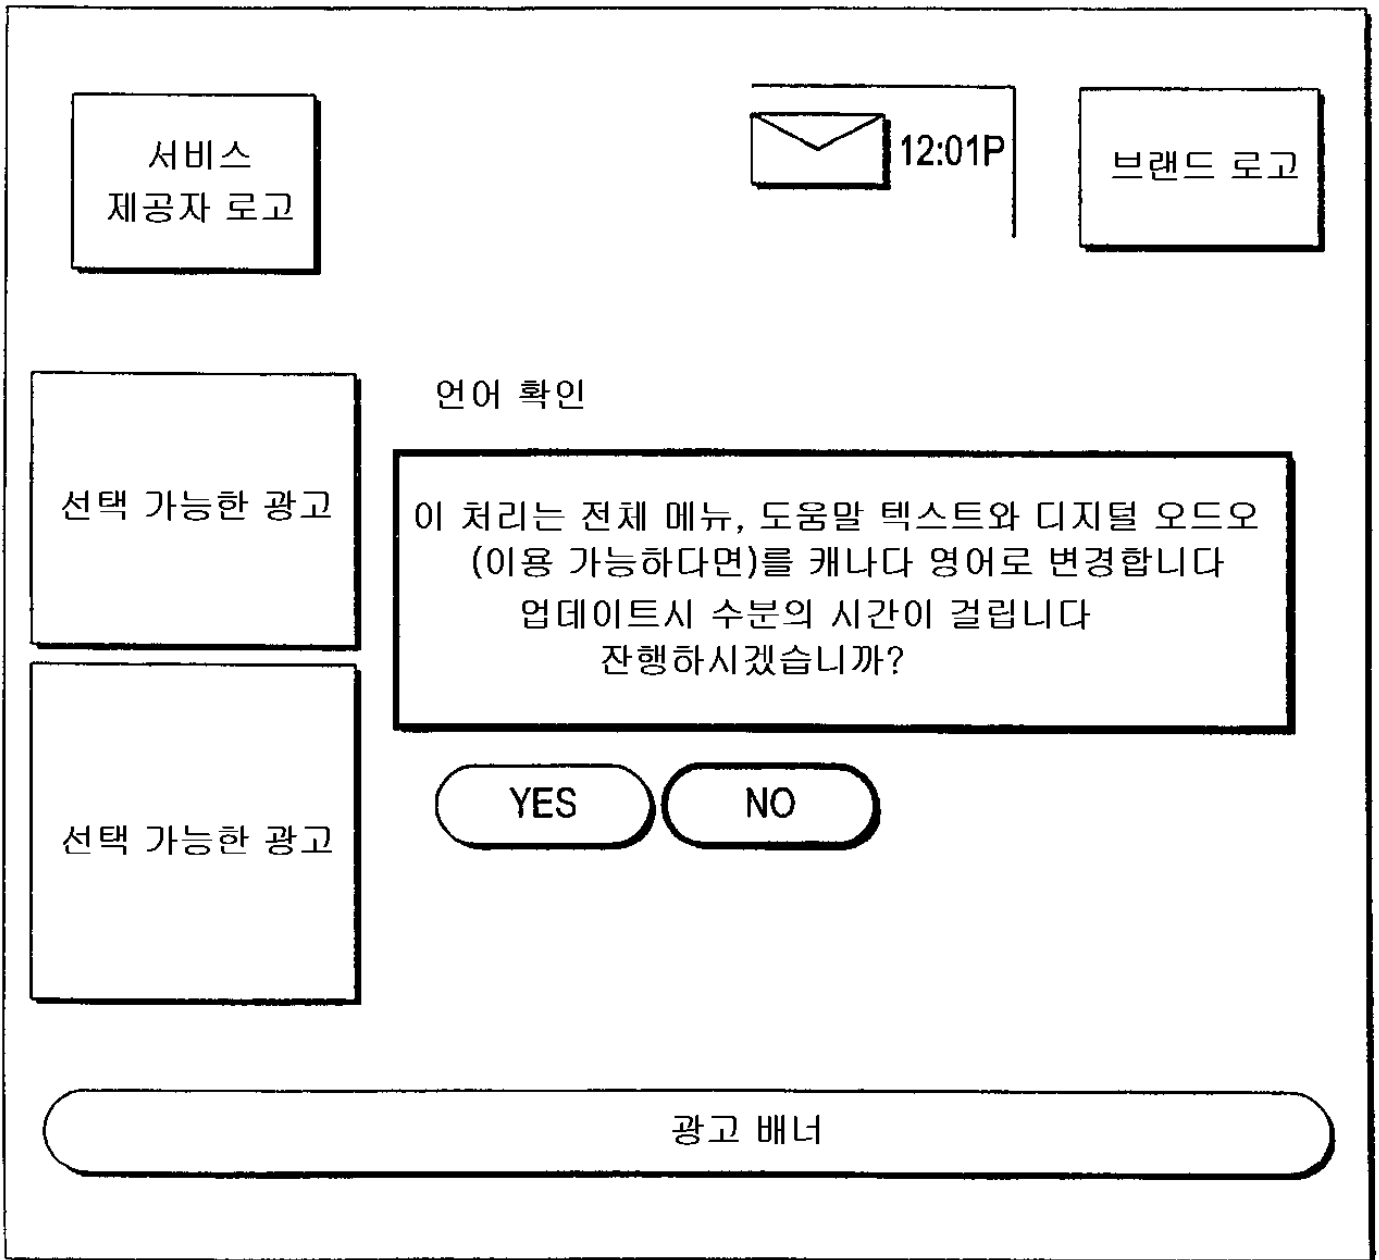 서비스
제공자 로고
12:01P
브랜드 로고
언어 확인
선택 가능한 광고
이 처리는 전체 메뉴, 도움말 텍스트와 디지털 오드오
(이용 가능하다면)를 캐나다 영어로 변경합니다
업데이트시 수분의 시간이 걸립니다
잔행하시겠습니까?
YES
NO
선택 가능한 광고
광고 배너